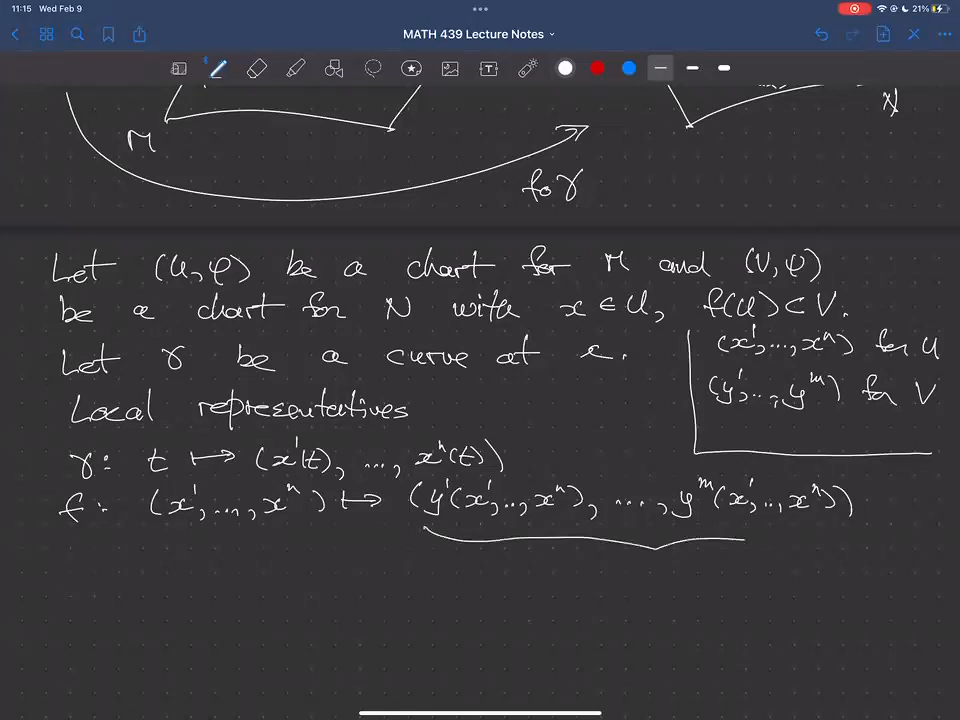 11:15 Wed Feb 9
21%
MATH 439 Lecture Notes
M
N
f∘γ
Let (U,φ) be a chart for M and (V,ψ)
be a chart for N with x ∈ U, f(U) ⊂ V.
(x¹,...,xⁿ) for U
(y¹,...,yᵐ) for V
Let γ be a curve at x.
Local representatives
γ: t ↦ (x¹(t), ..., xⁿ(t))
f: (x¹,...,xⁿ) ↦ (y¹(x¹,..,xⁿ), ..., yᵐ(x¹,..,xⁿ))